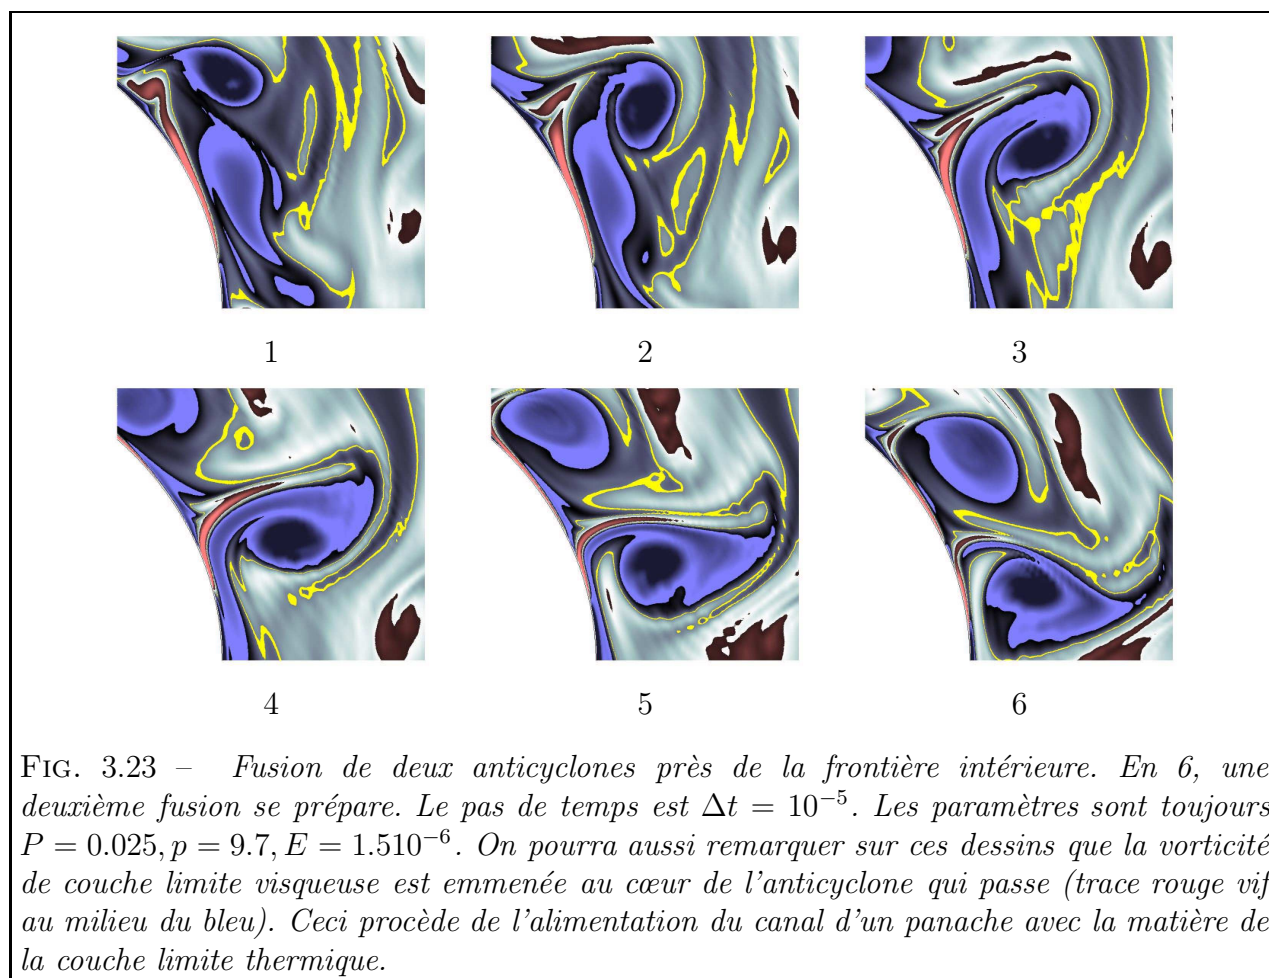 1 2 3
4 5 6
FIG. 3.23 – Fusion de deux anticyclones près de la frontière intérieure. En 6, une
deuxième fusion se prépare. Le pas de temps est Δt = 10⁻⁵. Les paramètres sont toujours
P = 0.025, p = 9.7, E = 1.510⁻⁶. On pourra aussi remarquer sur ces dessins que la vorticité
de couche limite visqueuse est emmenée au cœur de l'anticyclone qui passe (trace rouge vif
au milieu du bleu). Ceci procède de l'alimentation du canal d'un panache avec la matière de
la couche limite thermique.